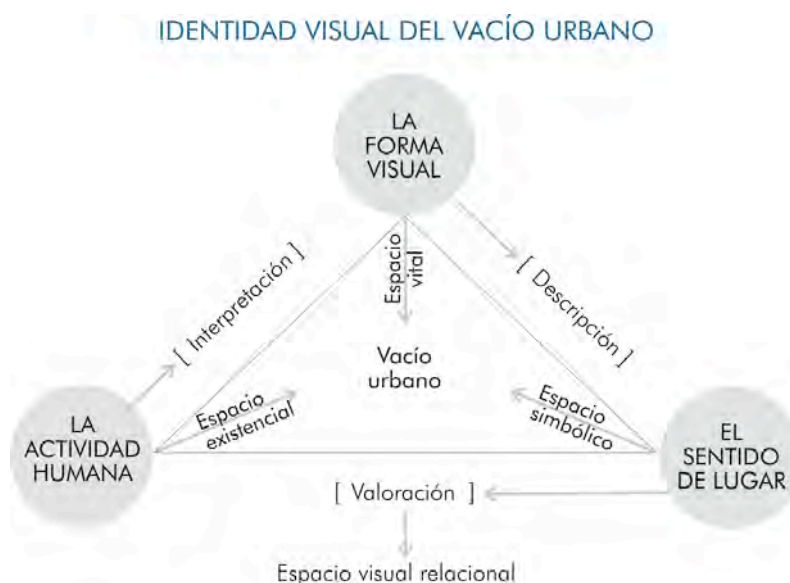 IDENTIDAD VISUAL DEL VACÍO URBANO
LA
FORMA
VISUAL
[ Interpretación ]
Espacio
vital
[ Descripción ]
Vacío
urbano
LA
ACTIVIDAD
HUMANA
Espacio
existencial
Espacio
simbólico
EL
SENTIDO
DE LUGAR
[ Valoración ]
Espacio visual relacional